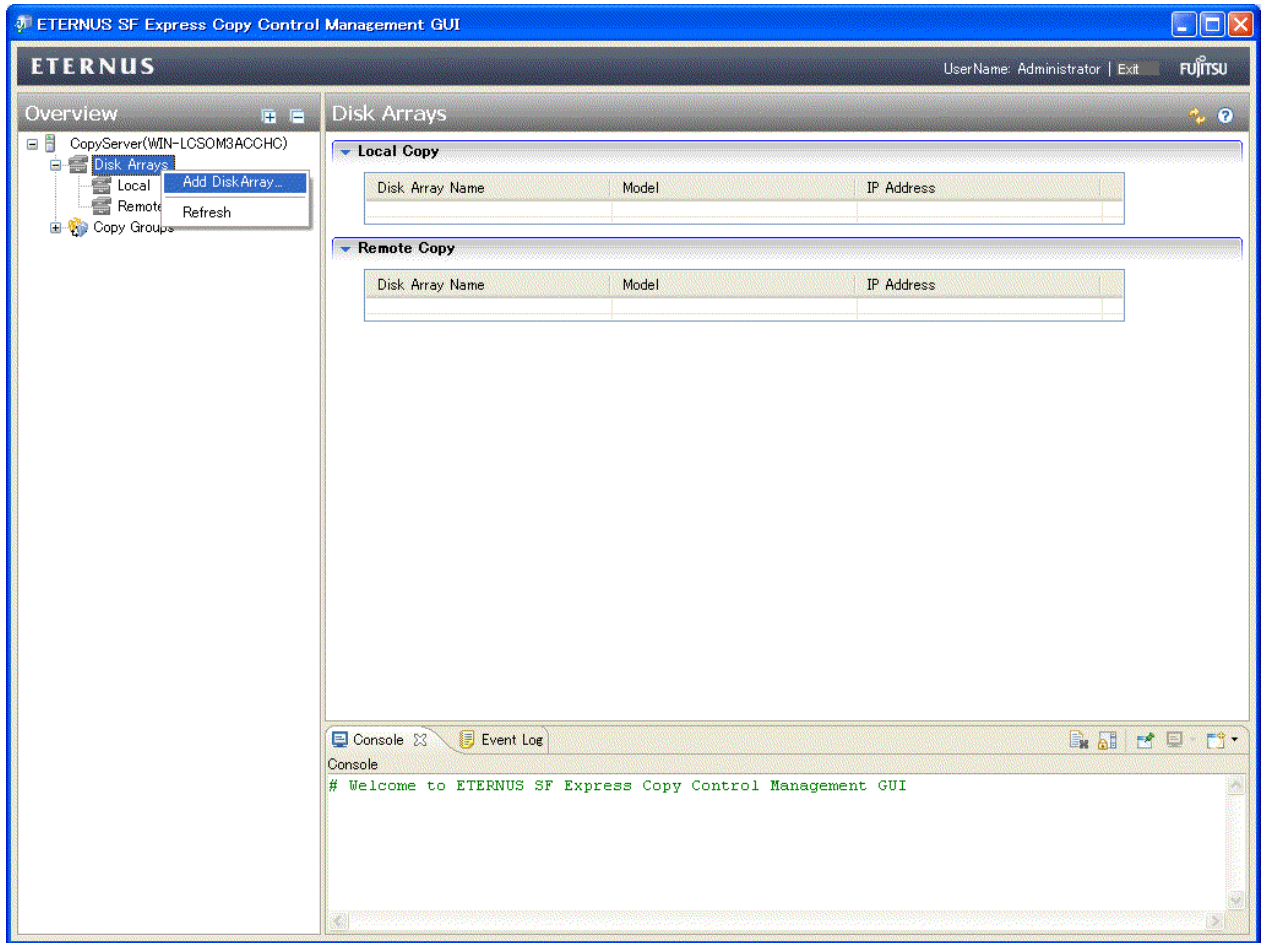 ETERNUS SF Express Copy Control Management GUI
ETERNUS
UserName: Administrator | Exit
FUJITSU
Overview
CopyServer(WIN-LCSOM3ACCHC)
Disk Arrays
Local
Remote
Copy Groups
Add DiskArray...
Refresh
Disk Arrays
Local Copy
Disk Array Name Model IP Address
Remote Copy
Disk Array Name Model IP Address
Console Event Log
Console
# Welcome to ETERNUS SF Express Copy Control Management GUI